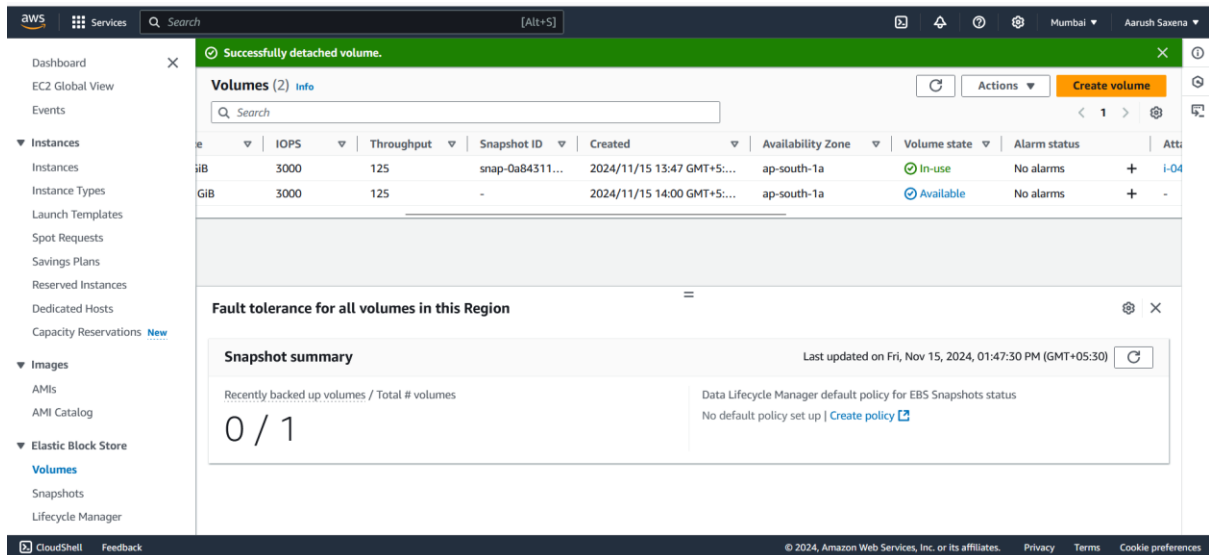 aws Services Search [Alt+S] Mumbai Aarush Saxena
Dashboard
EC2 Global View
Events
Instances
Instances
Instance Types
Launch Templates
Spot Requests
Savings Plans
Reserved Instances
Dedicated Hosts
Capacity Reservations New
Images
AMIs
AMI Catalog
Elastic Block Store
Volumes
Snapshots
Lifecycle Manager
Successfully detached volume.
Volumes (2) Info Actions Create volume
Search 1
e IOPS Throughput Snapshot ID Created Availability Zone Volume state Alarm status Atta
iB 3000 125 snap-0a84311... 2024/11/15 13:47 GMT+5:... ap-south-1a In-use No alarms + i-04
GiB 3000 125 - 2024/11/15 14:00 GMT+5:... ap-south-1a Available No alarms + -
Fault tolerance for all volumes in this Region
Snapshot summary Last updated on Fri, Nov 15, 2024, 01:47:30 PM (GMT+05:30)
Recently backed up volumes / Total # volumes
0 / 1
Data Lifecycle Manager default policy for EBS Snapshots status
No default policy set up | Create policy
CloudShell Feedback © 2024, Amazon Web Services, Inc. or its affiliates. Privacy Terms Cookie preferences